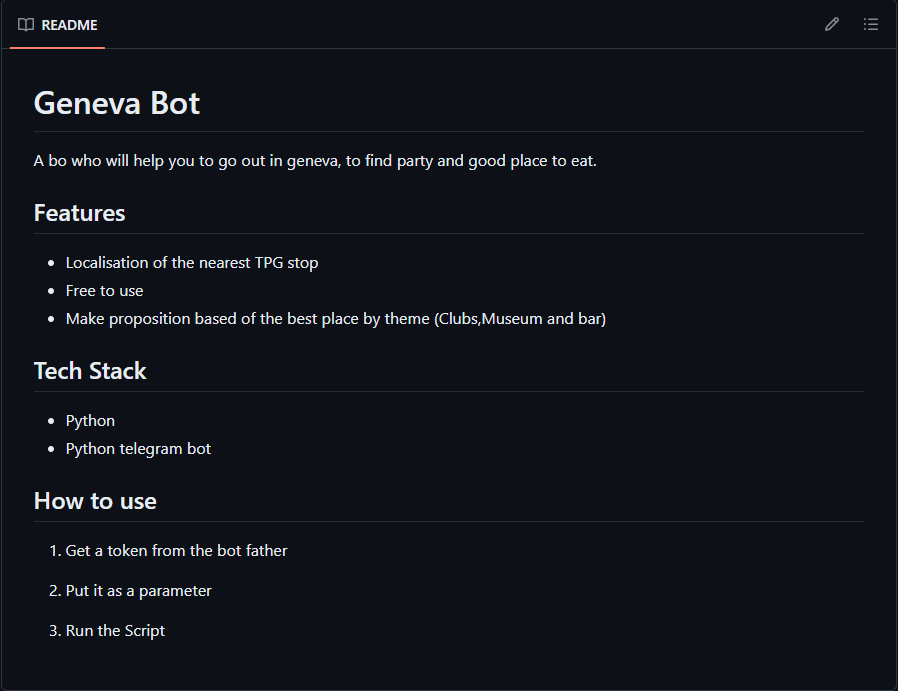 README
Geneva Bot
A bo who will help you to go out in geneva, to find party and good place to eat.
Features
• Localisation of the nearest TPG stop
• Free to use
• Make proposition based of the best place by theme (Clubs,Museum and bar)
Tech Stack
• Python
• Python telegram bot
How to use
1. Get a token from the bot father
2. Put it as a parameter
3. Run the Script